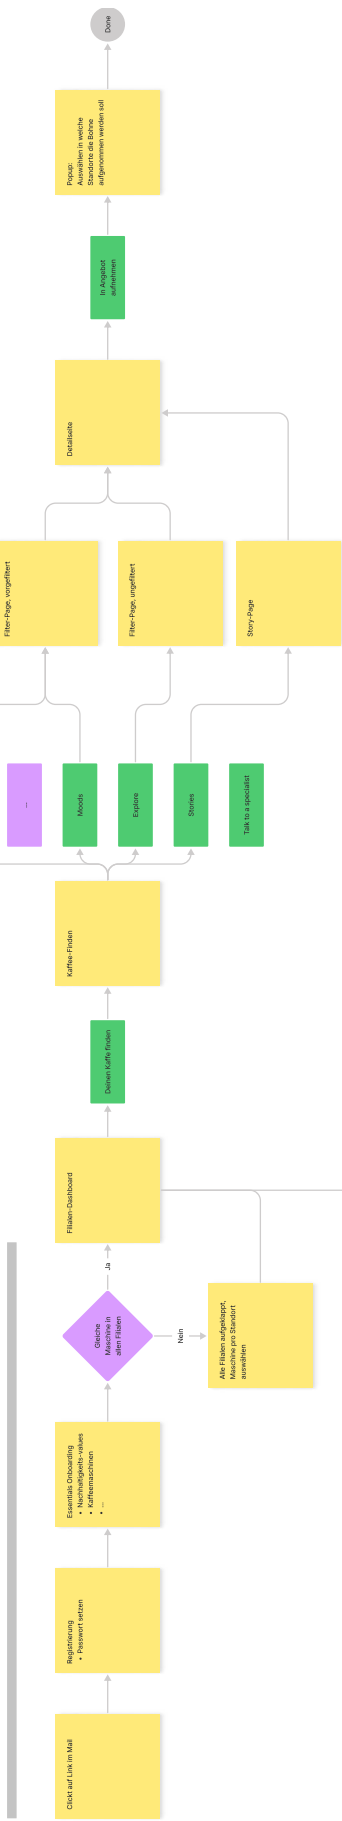 Clickt auf Link im Mail
Registrierung
• Passwort setzen
Essentials Onboarding
• Nachhaltigkeits-values
• Kaffeemaschinen
• ...
Gleiche
Maschine in
allen Filialen
Ja
Nein
Alle Filialen aufgeklappt,
Maschine pro Standort
auswählen
Filialen-Dashboard
Deinen Kaffe finden
Kaffee-Finden
...
Moods
Explore
Stories
Talk to a specialist
Filter-Page, vorgefiltert
Filter-Page, ungefiltert
Story-Page
Detailseite
In Angebot
aufnehmen
Popup:
Auswählen in welche
Standorte die Bohne
aufgenommen werden soll
Done